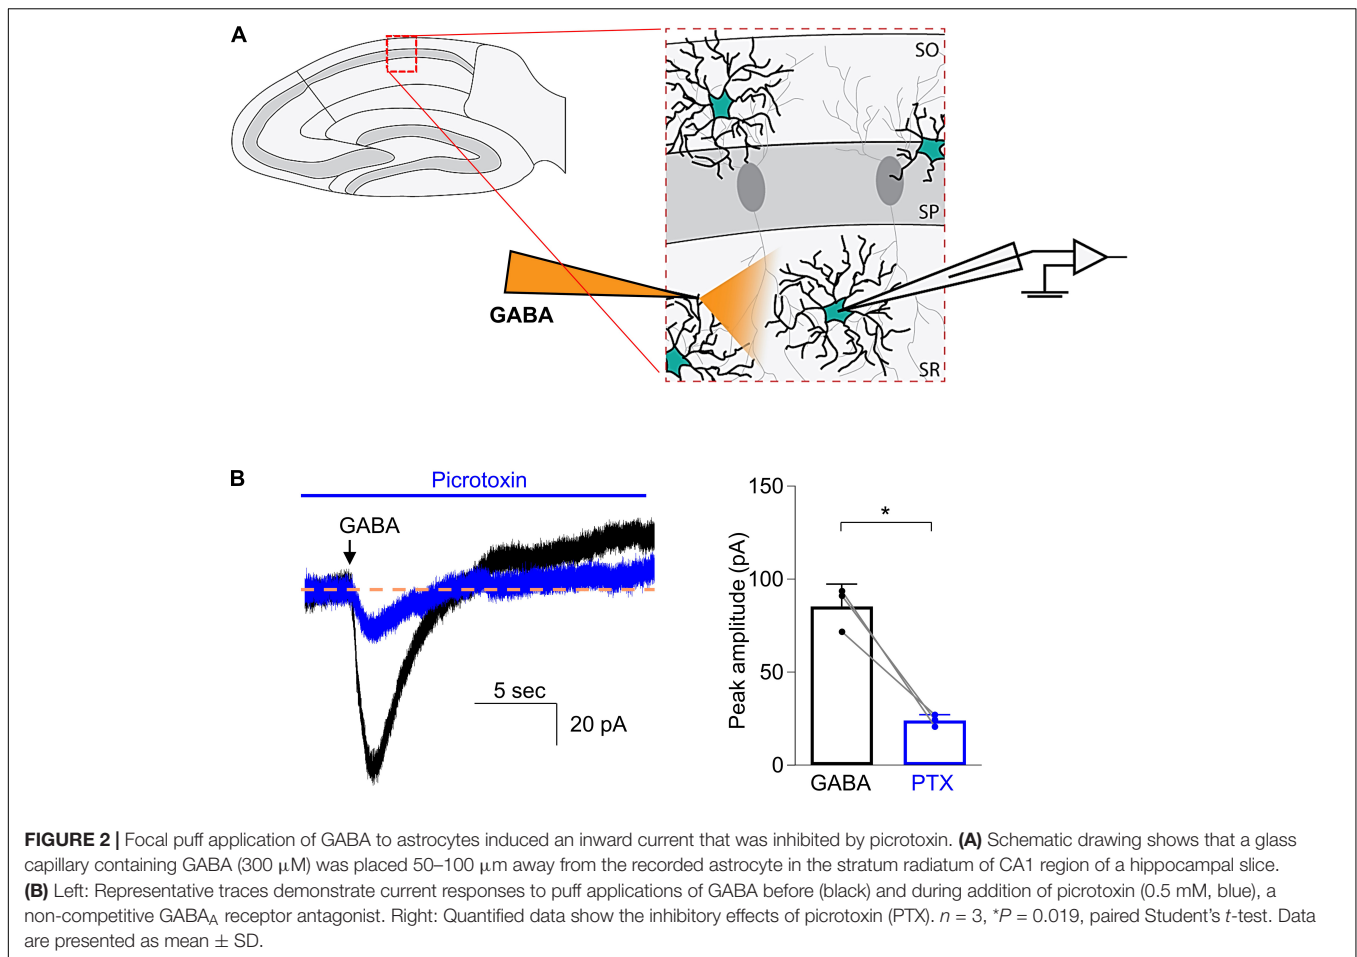 A
SO
SP
GABA
SR
B
Picrotoxin
GABA
5 sec
20 pA
150
*
100
50
0
Peak amplitude (pA)
GABA
PTX
FIGURE 2 | Focal puff application of GABA to astrocytes induced an inward current that was inhibited by picrotoxin. (A) Schematic drawing shows that a glass
capillary containing GABA (300 μM) was placed 50–100 μm away from the recorded astrocyte in the stratum radiatum of CA1 region of a hippocampal slice.
(B) Left: Representative traces demonstrate current responses to puff applications of GABA before (black) and during addition of picrotoxin (0.5 mM, blue), a
non-competitive GABA_A receptor antagonist. Right: Quantified data show the inhibitory effects of picrotoxin (PTX). n = 3, *P = 0.019, paired Student’s t-test. Data
are presented as mean ± SD.